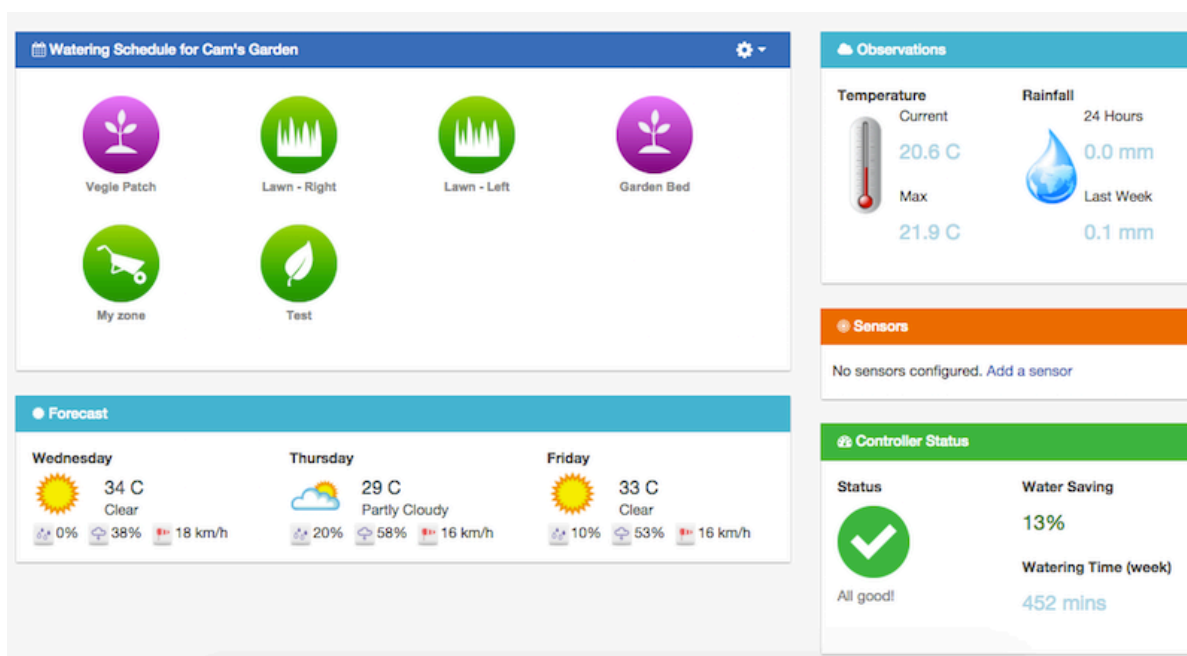 Watering Schedule for Cam's Garden
Vegie Patch
Lawn - Right
Lawn - Left
Garden Bed
My zone
Test
Forecast
Wednesday
34 C
Clear
0% 38% 18 km/h
Thursday
29 C
Partly Cloudy
20% 58% 16 km/h
Friday
33 C
Clear
10% 53% 16 km/h
Observations
Temperature
Current
20.6 C
Max
21.9 C
Rainfall
24 Hours
0.0 mm
Last Week
0.1 mm
Sensors
No sensors configured. Add a sensor
Controller Status
Status
All good!
Water Saving
13%
Watering Time (week)
452 mins